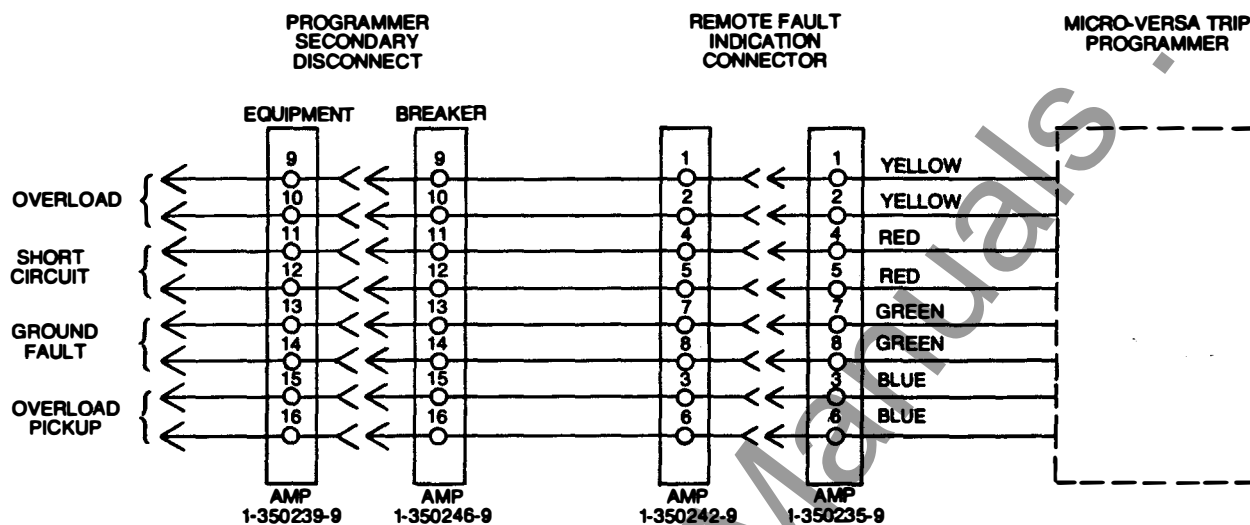 PROGRAMMER
SECONDARY
DISCONNECT
REMOTE FAULT
INDICATION
CONNECTOR
MICRO-VERSA TRIP
PROGRAMMER
EQUIPMENT
BREAKER
OVERLOAD
9 9 1 1 YELLOW
10 10 2 2 YELLOW
SHORT
CIRCUIT
11 11 4 4 RED
12 12 5 5 RED
GROUND
FAULT
13 13 7 7 GREEN
14 14 8 8 GREEN
OVERLOAD
PICKUP
15 15 3 3 BLUE
16 16 6 6 BLUE
AMP
1-350239-9
AMP
1-350246-9
AMP
1-350242-9
AMP
1-350235-9
Manuals .